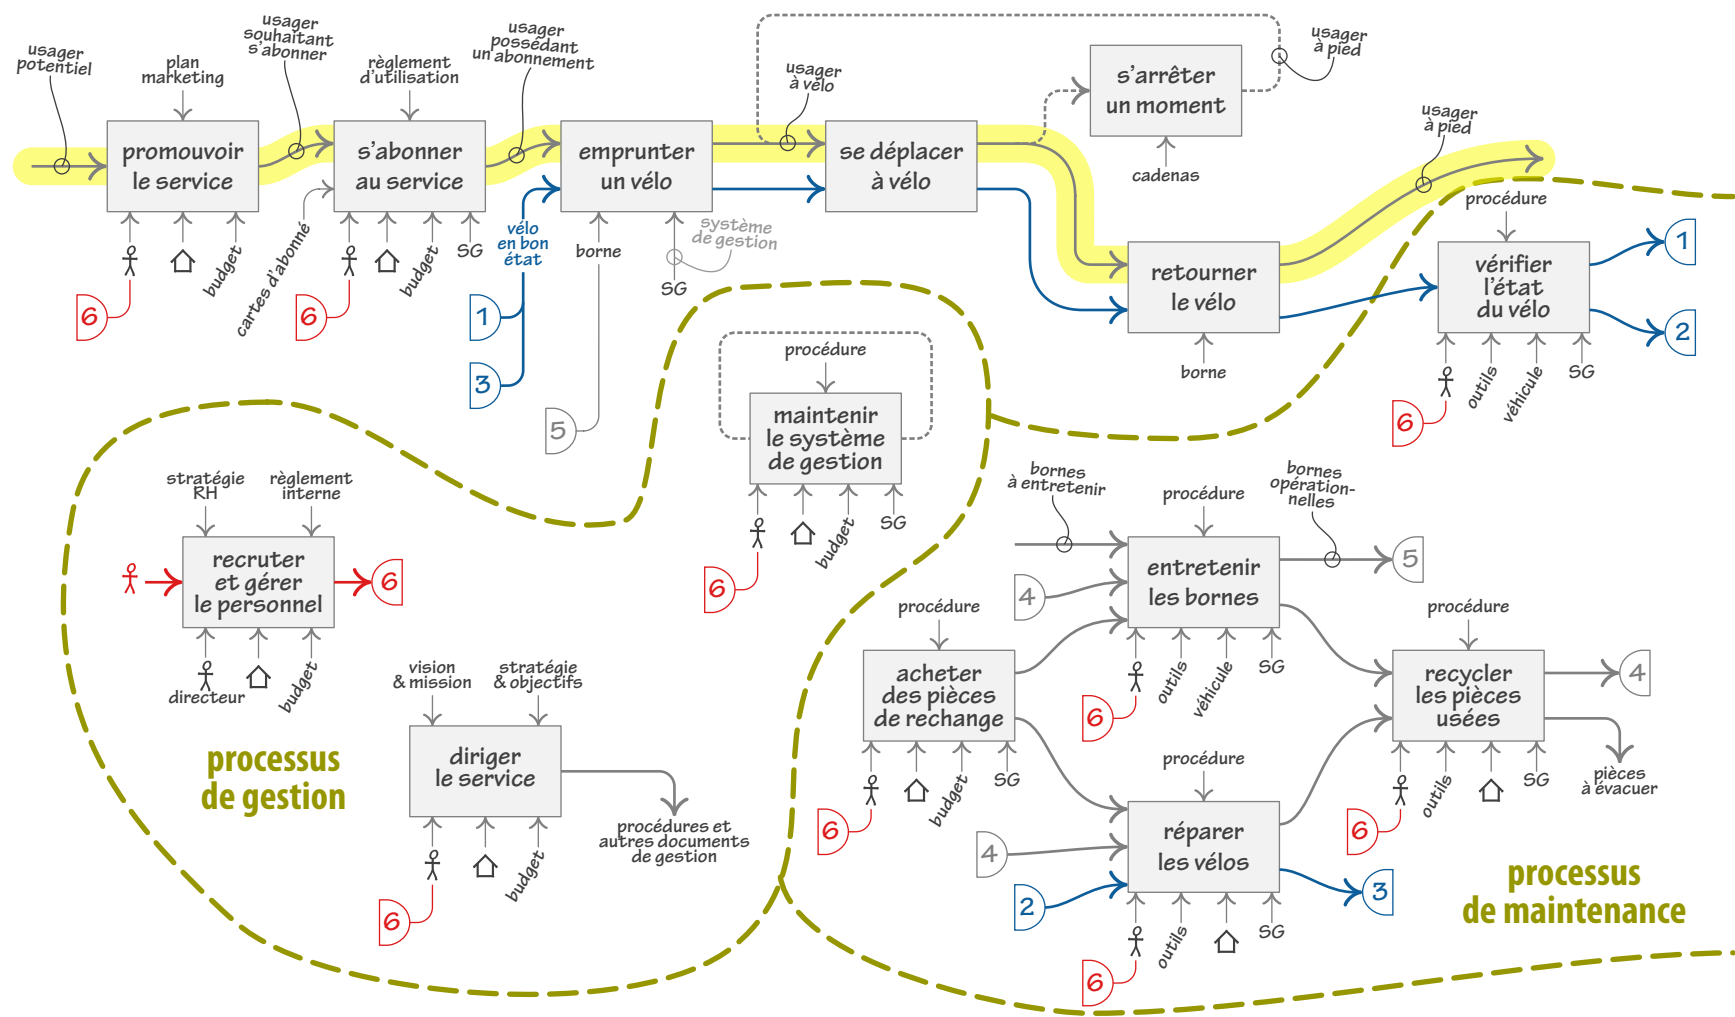 usager
potentiel
plan
marketing
usager
souhaitant
s'abonner
règlement
d'utilisation
usager
possédant
un abonnement
usager
à vélo
usager
à pied
usager
à pied
promouvoir
le service
s'abonner
au service
emprunter
un vélo
se déplacer
à vélo
s'arrêter
un moment
cadenas
budget
6
cartes d'abonné
budget
SG
6
vélo
en bon
état
1
3
borne
5
système
de gestion
SG
retourner
le vélo
borne
procédure
vérifier
l'état
du vélo
1
2
outils
véhicule
SG
6
procédure
maintenir
le système
de gestion
budget
SG
6
stratégie
RH
règlement
interne
recruter
et gérer
le personnel
6
directeur
budget
vision
& mission
stratégie
& objectifs
diriger
le service
budget
6
procédures et
autres documents
de gestion
processus
de gestion
bornes
à entretenir
procédure
bornes
opération-
nelles
entretenir
les bornes
4
5
outils
véhicule
SG
6
procédure
acheter
des pièces
de rechange
budget
SG
6
procédure
recycler
les pièces
usées
4
pièces
à évacuer
outils
SG
6
procédure
réparer
les vélos
4
2
3
outils
SG
6
processus
de maintenance